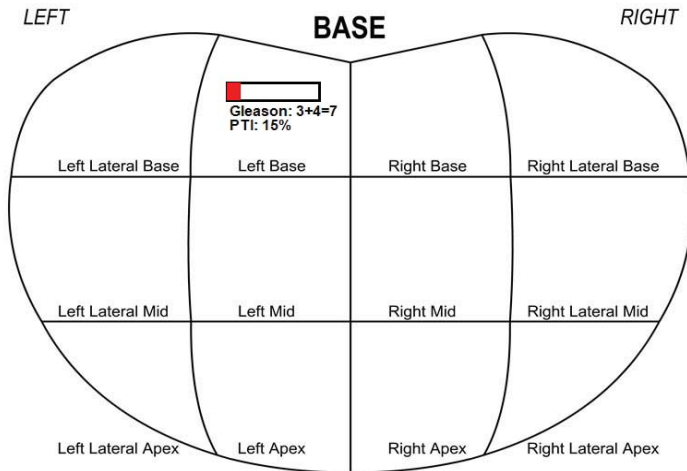 LEFT
BASE
RIGHT
Gleason: 3+4=7
PTI: 15%
Left Lateral Base
Left Base
Right Base
Right Lateral Base
Left Lateral Mid
Left Mid
Right Mid
Right Lateral Mid
Left Lateral Apex
Left Apex
Right Apex
Right Lateral Apex